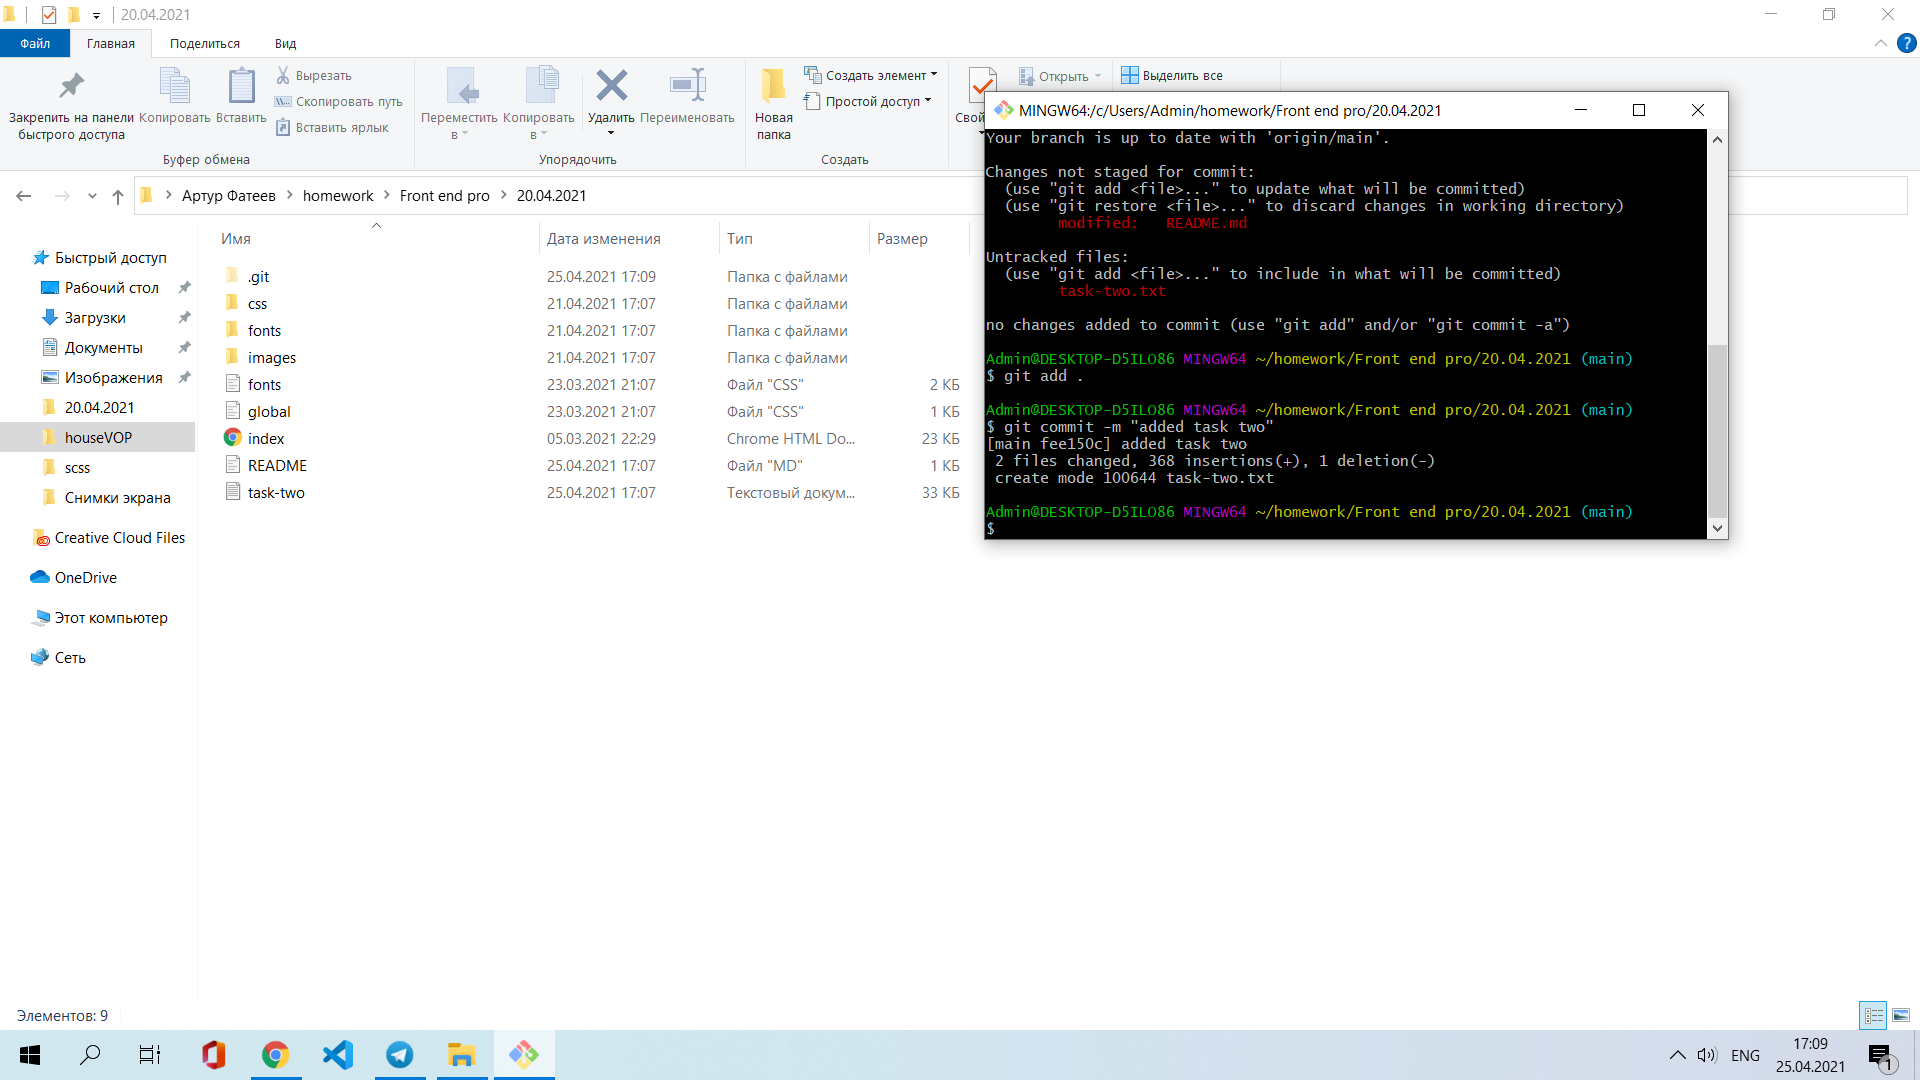 20.04.2021
Файл
Главная
Поделиться
Вид
Закрепить на панели
быстрого доступа
Копировать
Вставить
Вырезать
Скопировать путь
Вставить ярлык
Буфер обмена
Переместить
в
Копировать
в
Удалить
Переименовать
Упорядочить
Новая
папка
Создать элемент
Простой доступ
Создать
Свой
Открыть
Выделить все
Артур Фатеев
homework
Front end pro
20.04.2021
Имя
Дата изменения
Тип
Размер
.git 25.04.2021 17:09 Папка с файлами
css 21.04.2021 17:07 Папка с файлами
fonts 21.04.2021 17:07 Папка с файлами
images 21.04.2021 17:07 Папка с файлами
fonts 23.03.2021 21:07 Файл "CSS" 2 КБ
global 23.03.2021 21:07 Файл "CSS" 1 КБ
index 05.03.2021 22:29 Chrome HTML Do... 23 КБ
README 25.04.2021 17:07 Файл "MD" 1 КБ
task-two 25.04.2021 17:07 Текстовый докум... 33 КБ
Быстрый доступ
Рабочий стол
Загрузки
Документы
Изображения
20.04.2021
houseVOP
scss
Снимки экрана
Creative Cloud Files
OneDrive
Этот компьютер
Сеть
Элементов: 9
MINGW64:/c/Users/Admin/homework/Front end pro/20.04.2021
Your branch is up to date with 'origin/main'.
Changes not staged for commit:
(use "git add <file>..." to update what will be committed)
(use "git restore <file>..." to discard changes in working directory)
modified: README.md
Untracked files:
(use "git add <file>..." to include in what will be committed)
task-two.txt
no changes added to commit (use "git add" and/or "git commit -a")
Admin@DESKTOP-D5ILO86 MINGW64 ~/homework/Front end pro/20.04.2021 (main)
$ git add .
Admin@DESKTOP-D5ILO86 MINGW64 ~/homework/Front end pro/20.04.2021 (main)
$ git commit -m "added task two"
[main fee150c] added task two
2 files changed, 368 insertions(+), 1 deletion(-)
create mode 100644 task-two.txt
Admin@DESKTOP-D5ILO86 MINGW64 ~/homework/Front end pro/20.04.2021 (main)
$
ENG
17:09
25.04.2021
1